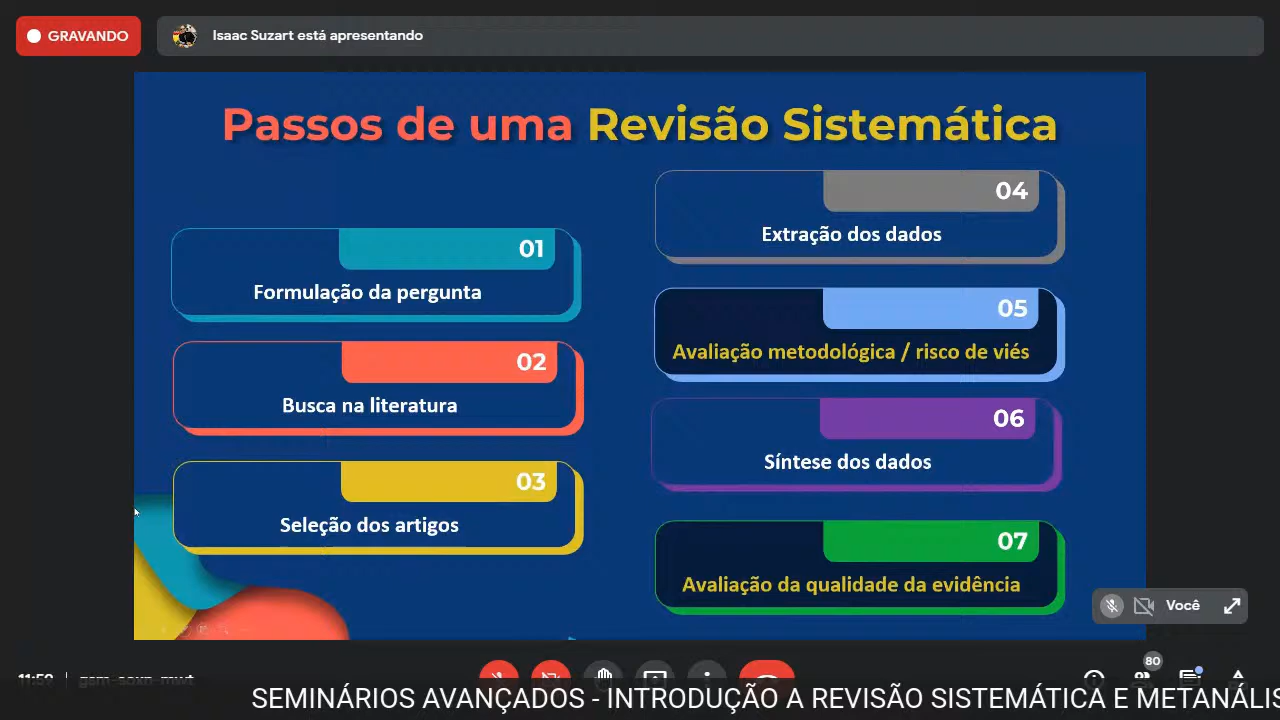 GRAVANDO
Isaac Suzart está apresentando
Passos de uma Revisão Sistemática
01
Formulação da pergunta
02
Busca na literatura
03
Seleção dos artigos
04
Extração dos dados
05
Avaliação metodológica / risco de viés
06
Síntese dos dados
07
Avaliação da qualidade da evidência
Você
80
SEMINÁRIOS AVANÇADOS - INTRODUÇÃO A REVISÃO SISTEMÁTICA E METANÁLIS